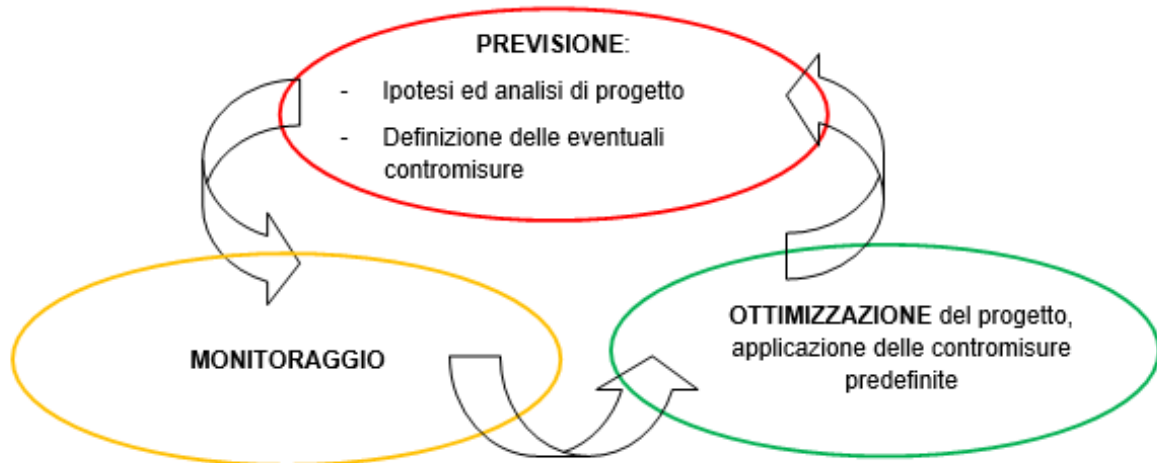 PREVISIONE:
- Ipotesi ed analisi di progetto
- Definizione delle eventuali
contromisure
MONITORAGGIO
OTTIMIZZAZIONE del progetto,
applicazione delle contromisure
predefinite